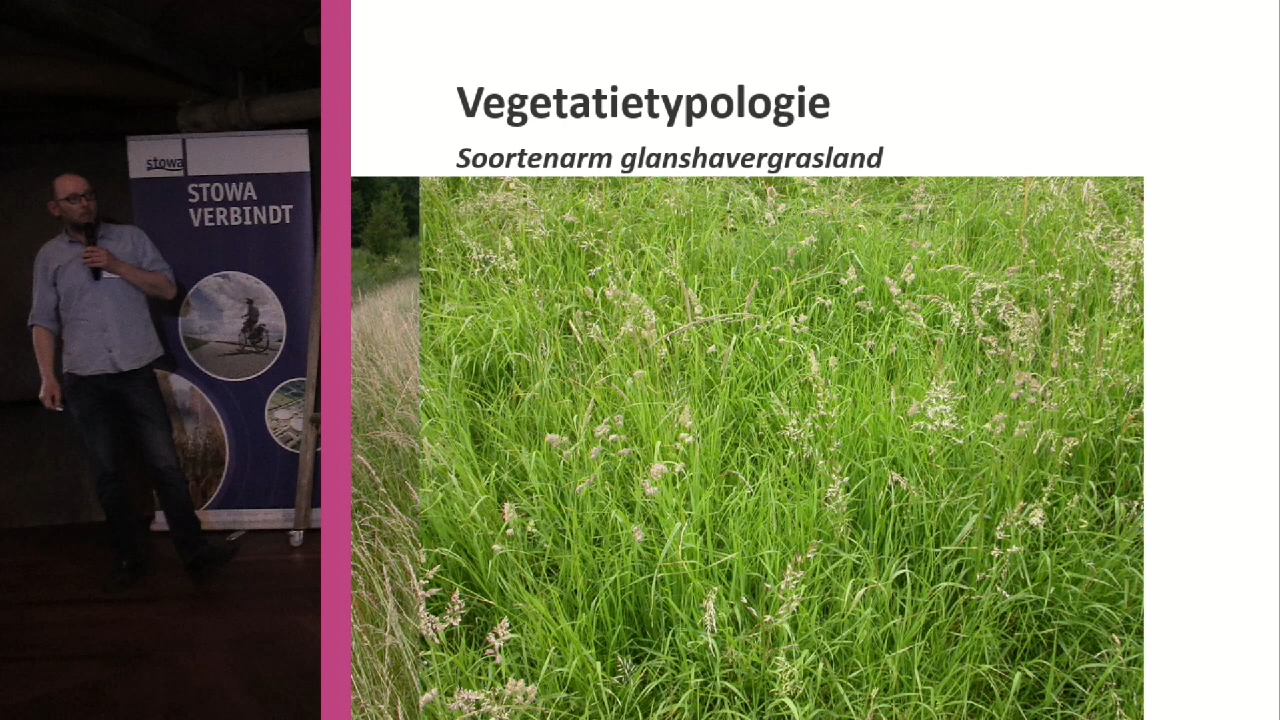 stowa
STOWA
VERBINDT
Vegetatietypologie
Soortenarm glanshavergrasland